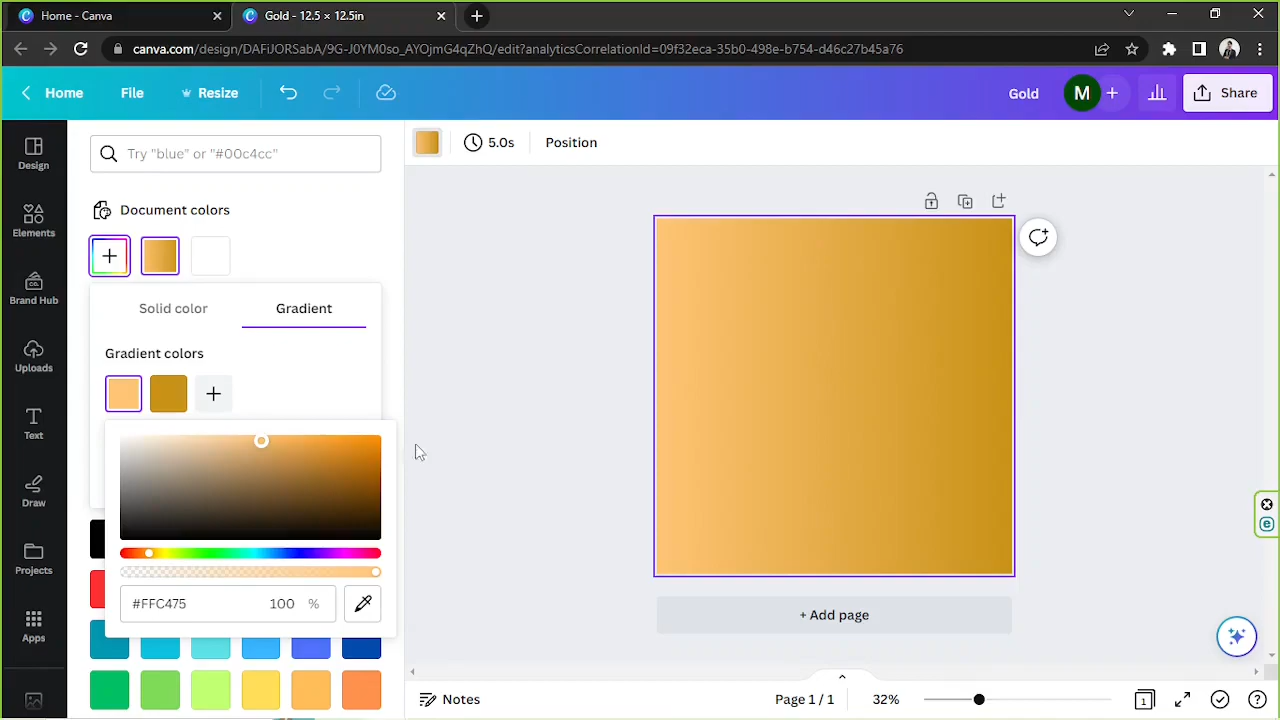 Home - Canva
Gold - 12.5 × 12.5in
canva.com/design/DAFiJORSabA/9G-J0YM0so_AYOjmG4qZhQ/edit?analyticsCorrelationId=09f32eca-35b0-498e-b754-d46c27b45a76
Home
File
Resize
Gold
M
Share
Design
Elements
Brand Hub
Uploads
Text
Draw
Projects
Apps
Try "blue" or "#00c4cc"
Document colors
Solid color
Gradient
Gradient colors
#FFC475
100 %
5.0s
Position
+ Add page
Notes
Page 1 / 1
32%
1